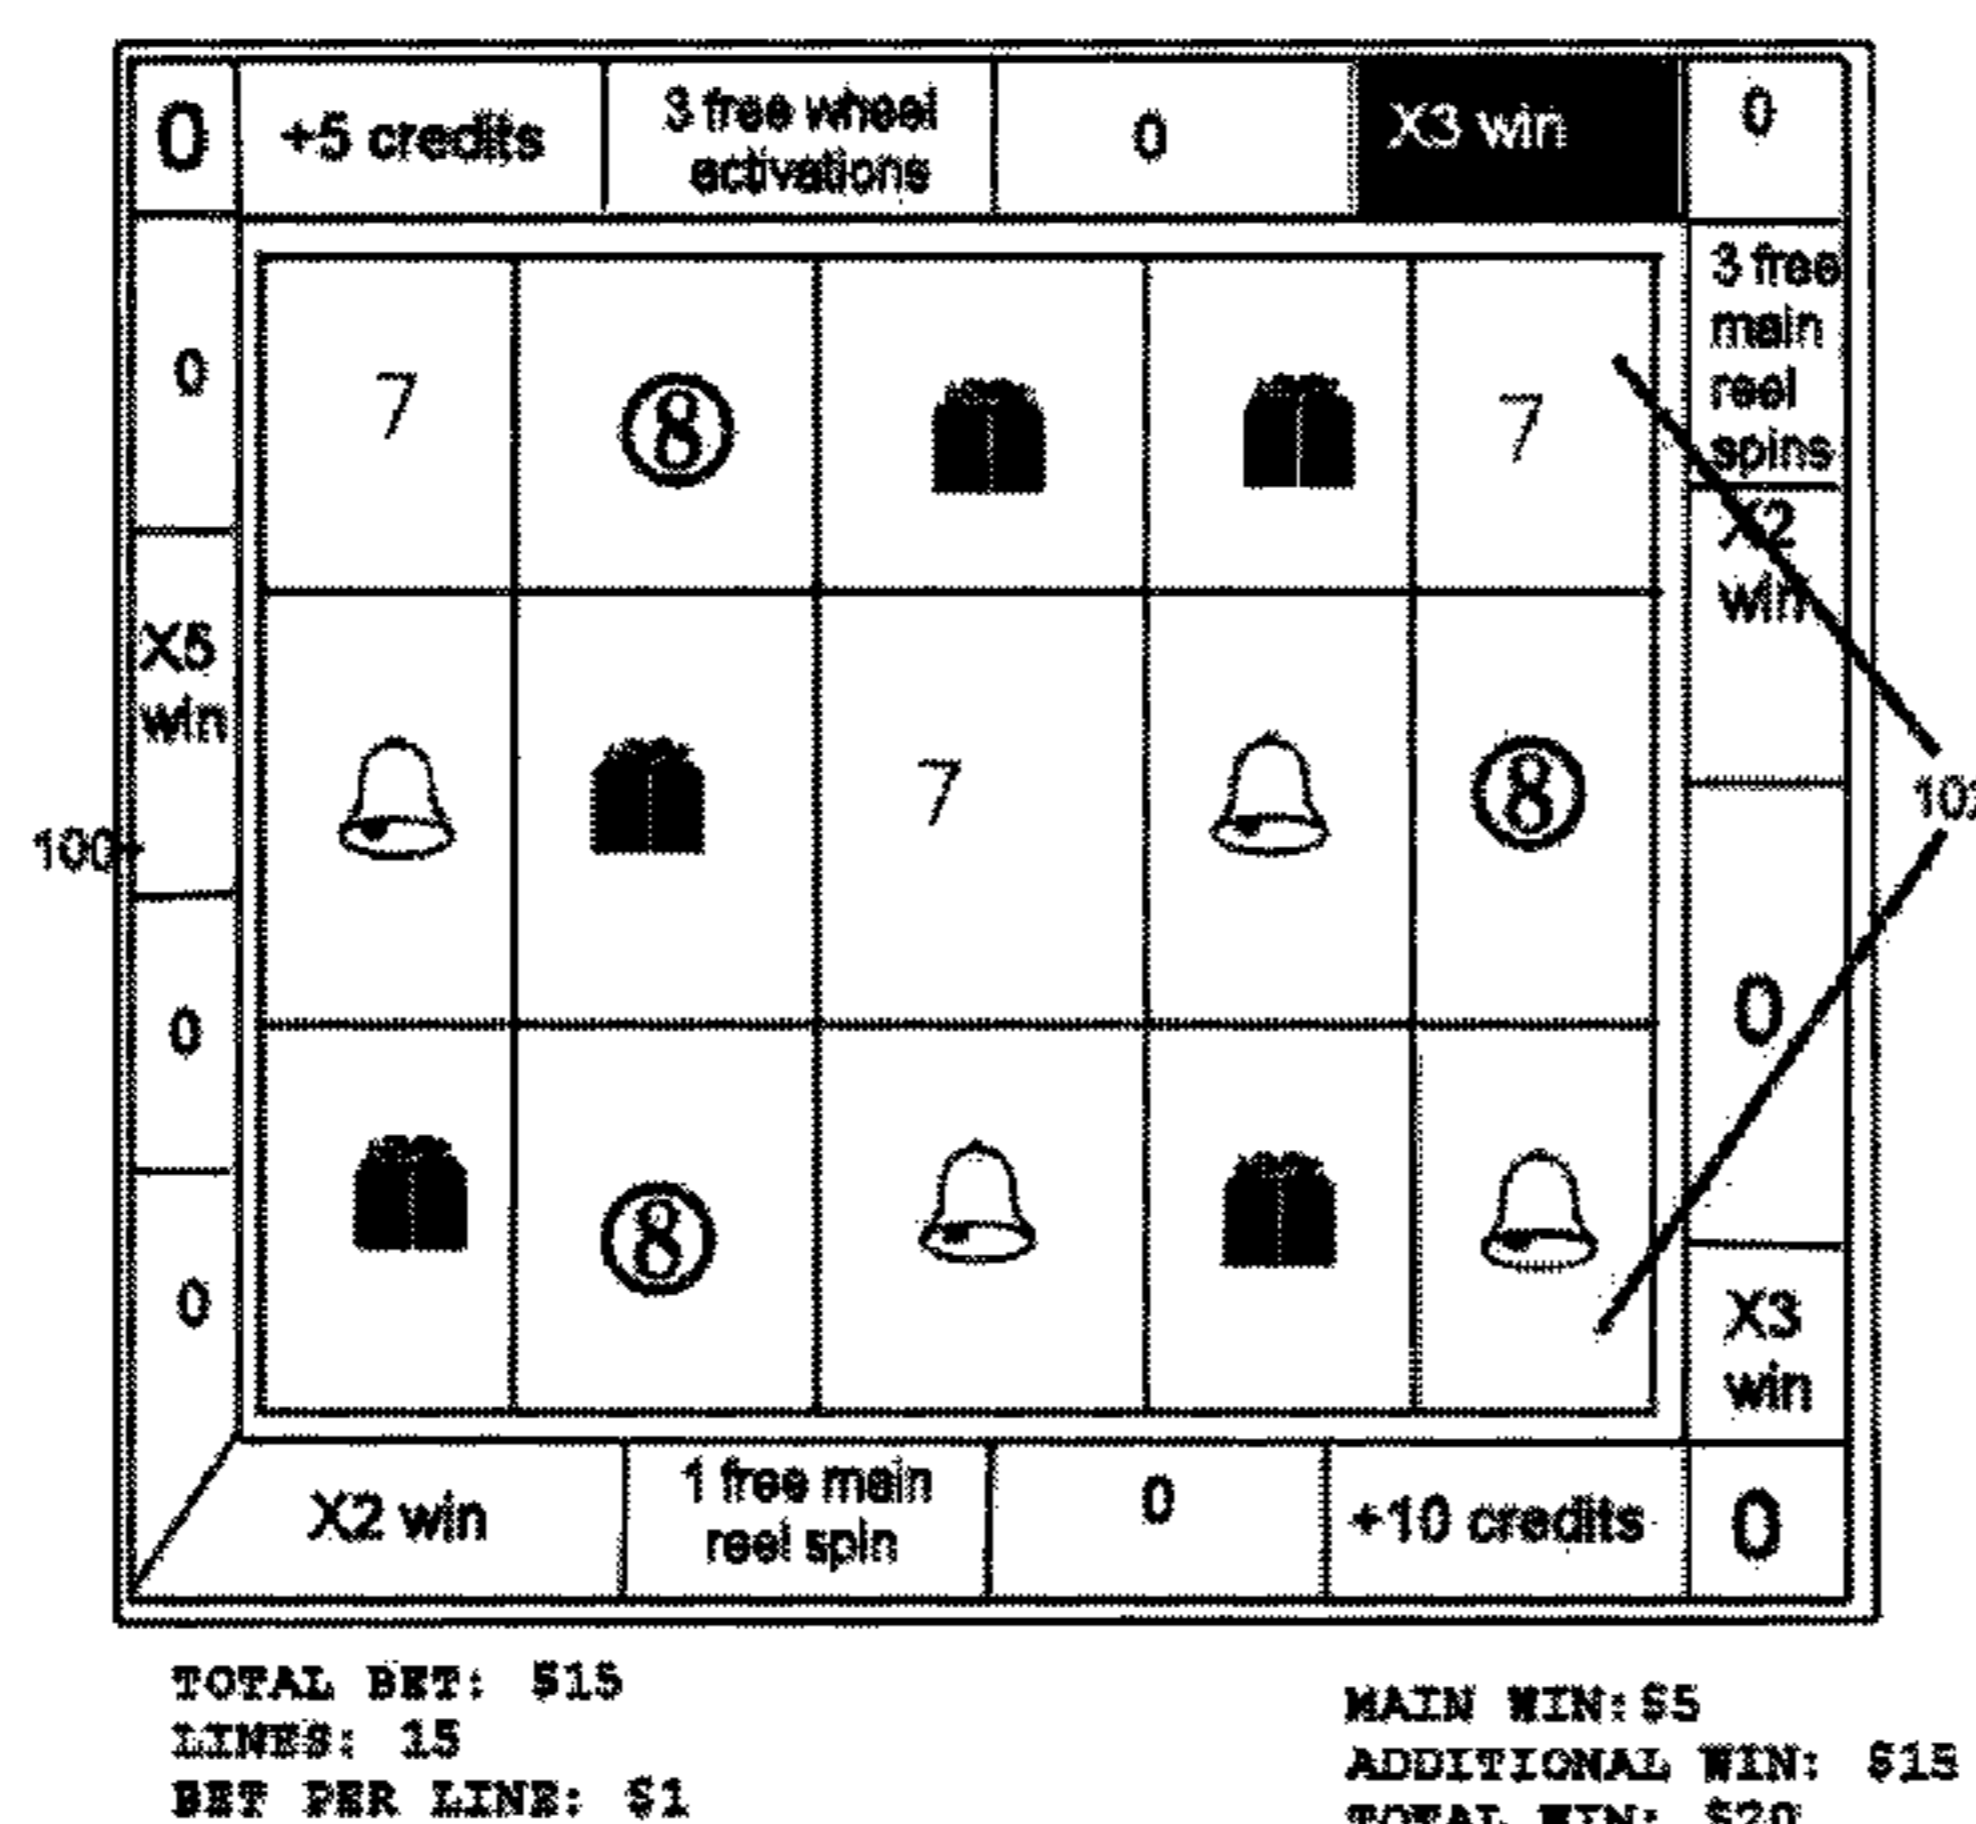 0 +5 credits 3 free wheel 0 X3 win 0
activations
3 free
main
reel
spins
0 7 8 7
X2
win
X5
win
7 8
100
0 0
8
0 X3
win
X2 win 1 free main 0 +10 credits 0
reel spin
TOTAL BET: $15
LINES: 15
BET PER LINE: $1
MAIN WIN: $5
ADDITIONAL WIN: $15
TOTAL WIN: $20